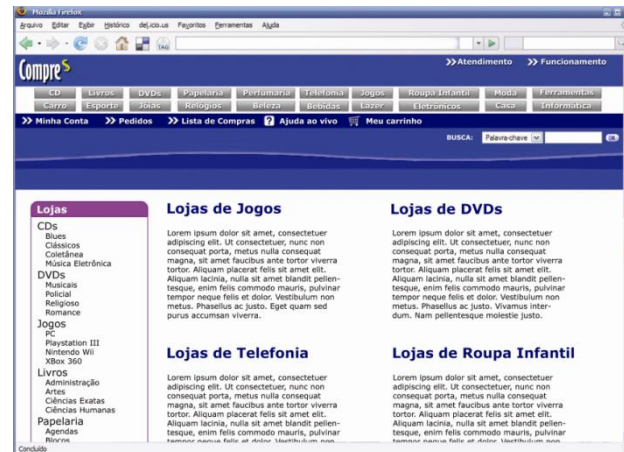 Mozilla Firefox
Arquivo Editar Exibir Histórico del.icio.us Favoritos Ferramentas Ajuda
TAG
Compre S
>> Atendimento >> Funcionamento
CD Livros DVDs Papelaria Perfumaria Telefonia Jogos Roupa Infantil Moda Ferramentas
Carro Esporte Jóias Relógios Beleza Bebidas Lazer Eletrônicos Casa Informática
>> Minha Conta >> Pedidos >> Lista de Compras ? Ajuda ao vivo Meu carrinho
BUSCA: Palavra-chave
Lojas
CDs
Blues
Clássicos
Coletânea
Música Eletrônica
DVDs
Musicais
Policial
Religioso
Romance
Jogos
PC
Playstation III
Nintendo Wii
XBox 360
Livros
Administração
Artes
Ciências Exatas
Ciências Humanas
Papelaria
Agendas
Blocos
Lojas de Jogos
Lorem ipsum dolor sit amet, consectetuer
adipiscing elit. Ut consectetuer, nunc non
consequat porta, metus nulla consequat
magna, sit amet faucibus ante tortor viverra
tortor. Aliquam placerat felis sit amet elit.
Aliquam lacinia, nulla sit amet blandit pellen-
tesque, enim felis commodo mauris, pulvinar
tempor neque felis et dolor. Vestibulum non
metus. Phasellus ac justo. Eget quam sed
purus accumsan viverra.
Lojas de DVDs
Lorem ipsum dolor sit amet, consectetuer
adipiscing elit. Ut consectetuer, nunc non
consequat porta, metus nulla consequat
magna, sit amet faucibus ante tortor viverra
tortor. Aliquam placerat felis sit amet elit.
Aliquam lacinia, nulla sit amet blandit pellen-
tesque, enim felis commodo mauris, pulvinar
tempor neque felis et dolor. Vestibulum non
metus. Phasellus ac justo. Vivamus inter-
dum. Nam pellentesque molestie justo.
Lojas de Telefonia
Lorem ipsum dolor sit amet, consectetuer
adipiscing elit. Ut consectetuer, nunc non
consequat porta, metus nulla consequat
magna, sit amet faucibus ante tortor viverra
tortor. Aliquam placerat felis sit amet elit.
Aliquam lacinia, nulla sit amet blandit pellen-
tesque, enim felis commodo mauris, pulvinar
tempor neque felis et dolor. Vestibulum non
Lojas de Roupa Infantil
Lorem ipsum dolor sit amet, consectetuer
adipiscing elit. Ut consectetuer, nunc non
consequat porta, metus nulla consequat
magna, sit amet faucibus ante tortor viverra
tortor. Aliquam placerat felis sit amet elit.
Aliquam lacinia, nulla sit amet blandit pellen-
tesque, enim felis commodo mauris, pulvinar
tempor neque felis et dolor. Vestibulum non
Concluído